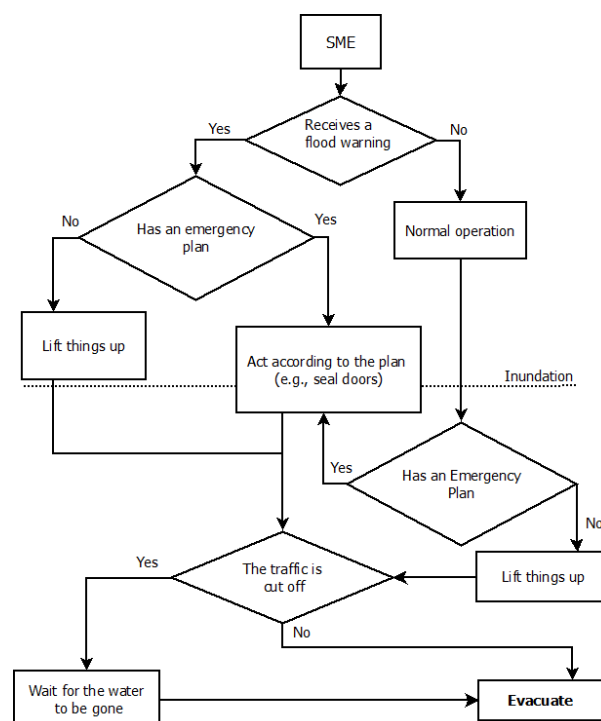 SME
Receives a
flood warning
Yes
No
Has an emergency
plan
No
Yes
Normal operation
Lift things up
Act according to the plan
(e.g., seal doors)
Inundation
Has an Emergency
Plan
Yes
No
The traffic is
cut off
Yes
Lift things up
No
Wait for the water
to be gone
Evacuate